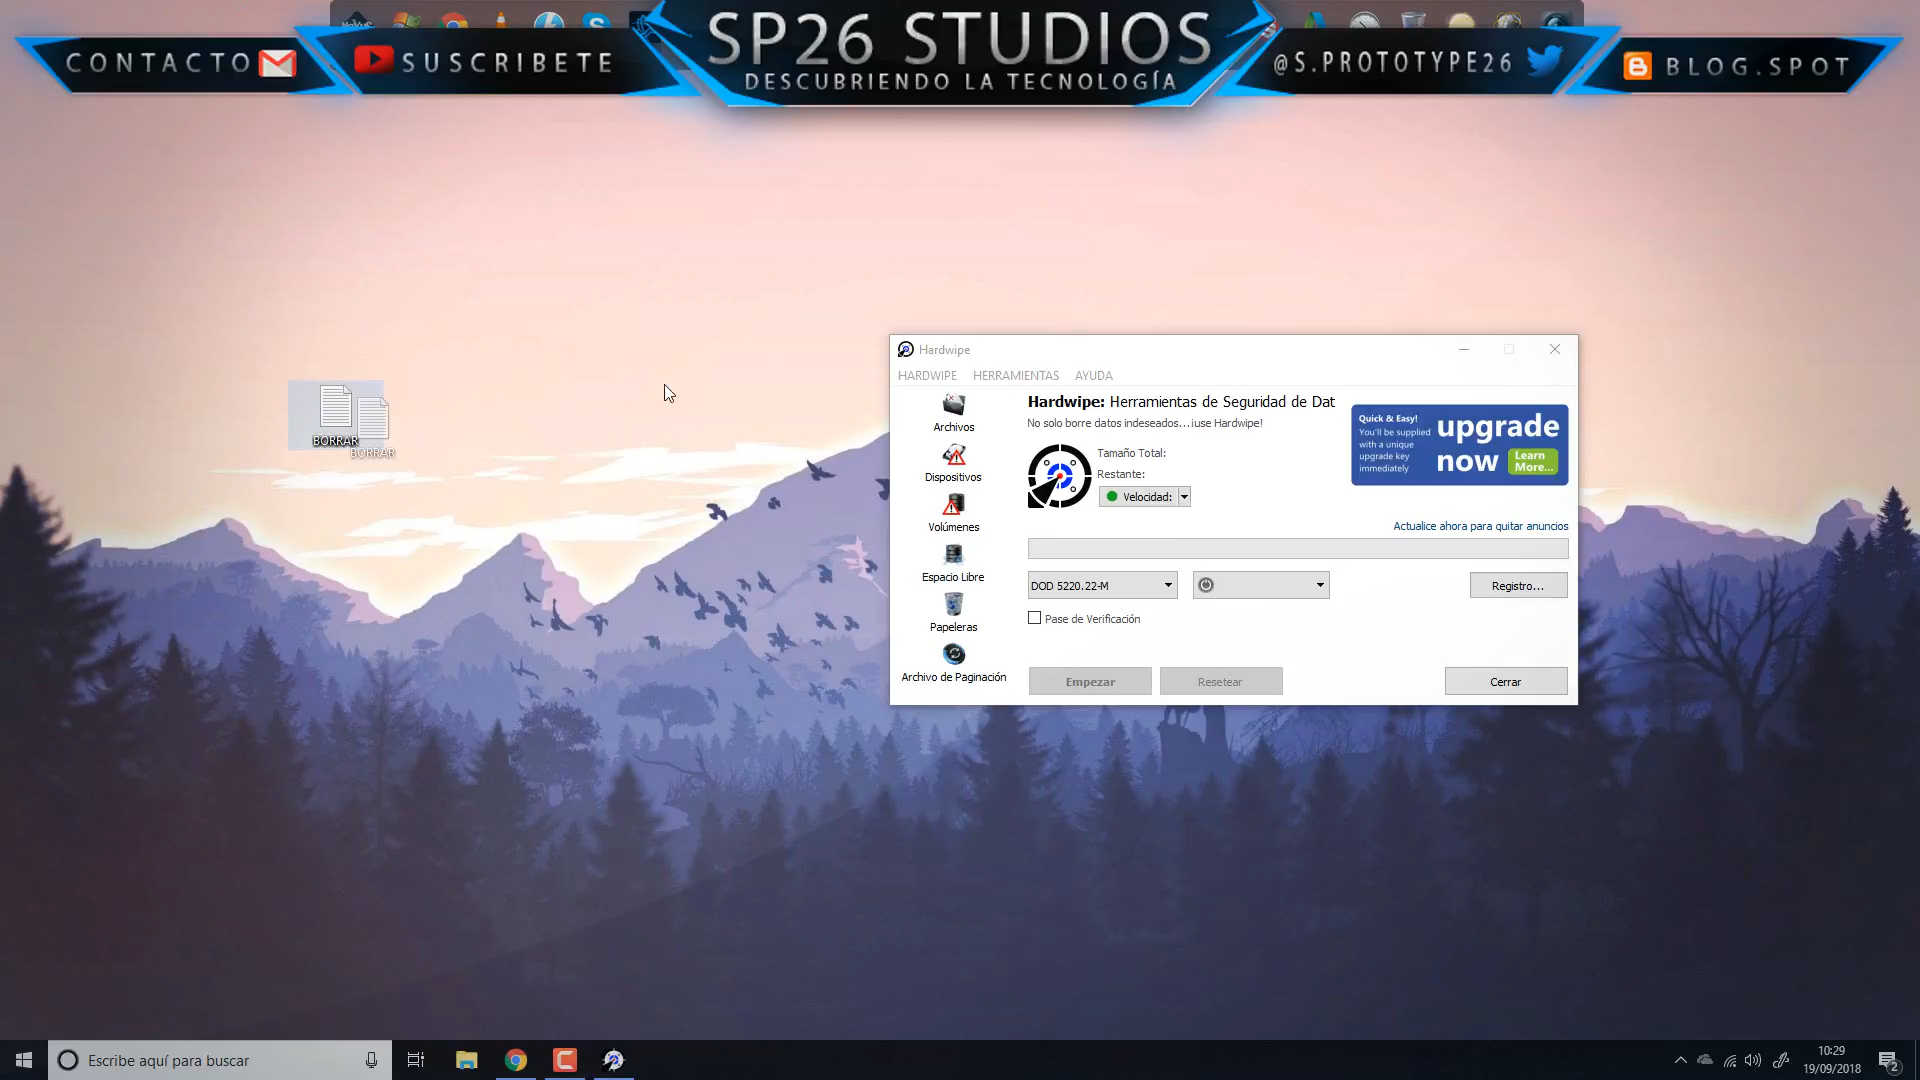 SP26 STUDIOS
DESCUBRIENDO LA TECNOLOGÍA
CONTACTO
SUSCRIBETE
@S.PROTOTYPE26
BLOG.SPOT
BORRAR
BORRAR
Hardwipe
HARDWIPE HERRAMIENTAS AYUDA
Archivos
Dispositivos
Volúmenes
Espacio Libre
Papeleras
Archivo de Paginación
Hardwipe: Herramientas de Seguridad de Dat
No solo borre datos indeseados...¡use Hardwipe!
Tamaño Total:
Restante:
Velocidad:
Quick & Easy!
You'll be supplied
with a unique
upgrade key
immediately
upgrade
now
Learn
More...
Actualice ahora para quitar anuncios
DOD 5220.22-M
Registro...
Pase de Verificación
Empezar
Resetear
Cerrar
Escribe aquí para buscar
10:29
19/09/2018
2